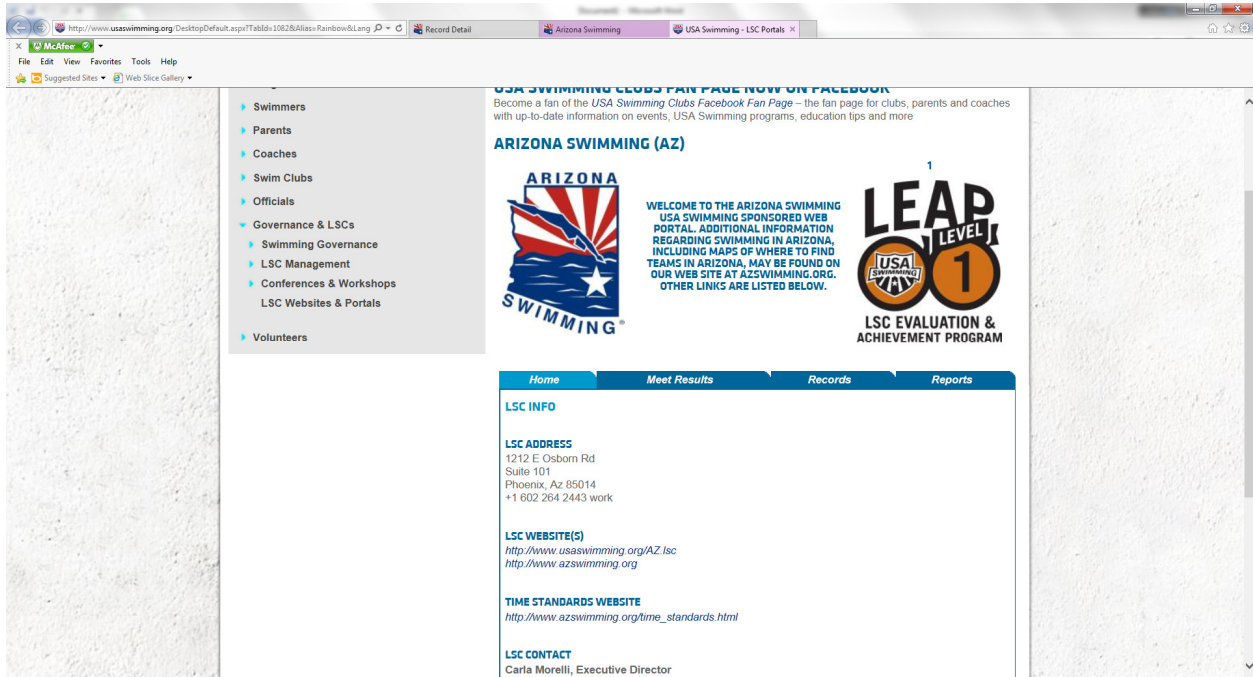 Document1 - Microsoft Word
http://www.usaswimming.org/DesktopDefault.aspx?TabId=1082&Alias=Rainbow&Lang
Record Detail
Arizona Swimming
USA Swimming - LSC Portals
McAfee
File Edit View Favorites Tools Help
Suggested Sites
Web Slice Gallery
Swimmers
Parents
Coaches
Swim Clubs
Officials
Governance & LSCs
Swimming Governance
LSC Management
Conferences & Workshops
LSC Websites & Portals
Volunteers
USA SWIMMING CLUBS FAN PAGE NOW ON FACEBOOK
Become a fan of the USA Swimming Clubs Facebook Fan Page – the fan page for clubs, parents and coaches
with up-to-date information on events, USA Swimming programs, education tips and more
ARIZONA SWIMMING (AZ)
ARIZONA
SWIMMING®
WELCOME TO THE ARIZONA SWIMMING
USA SWIMMING SPONSORED WEB
PORTAL. ADDITIONAL INFORMATION
REGARDING SWIMMING IN ARIZONA,
INCLUDING MAPS OF WHERE TO FIND
TEAMS IN ARIZONA, MAY BE FOUND ON
OUR WEB SITE AT AZSWIMMING.ORG.
OTHER LINKS ARE LISTED BELOW.
1
LEAP
LEVEL
USA
SWIMMING
1
LSC EVALUATION &
ACHIEVEMENT PROGRAM
Home Meet Results Records Reports
LSC INFO
LSC ADDRESS
1212 E Osborn Rd
Suite 101
Phoenix, Az 85014
+1 602 264 2443 work
LSC WEBSITE(S)
http://www.usaswimming.org/AZ.lsc
http://www.azswimming.org
TIME STANDARDS WEBSITE
http://www.azswimming.org/time_standards.html
LSC CONTACT
Carla Morelli, Executive Director